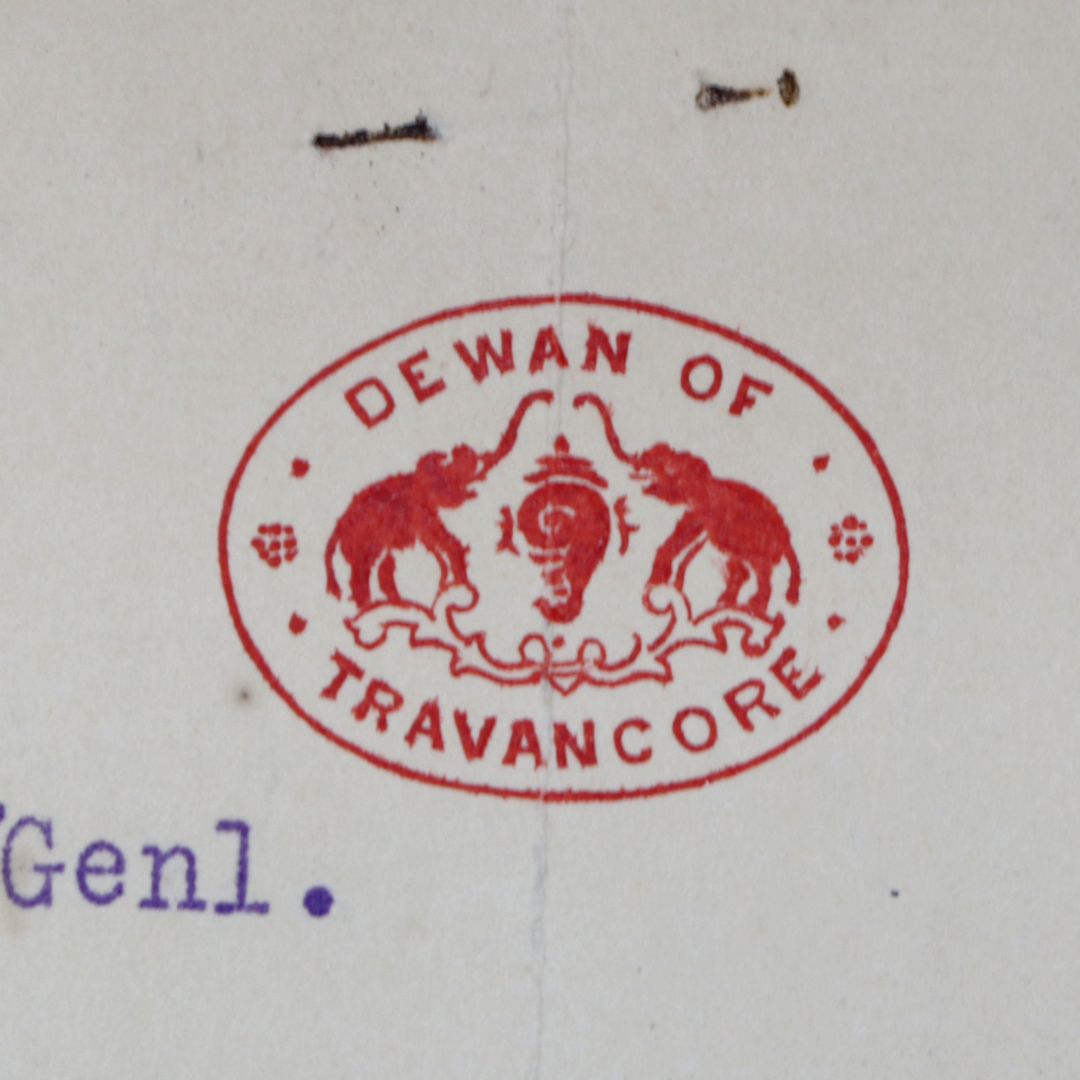 DEWAN OF
TRAVANCORE
Genl.